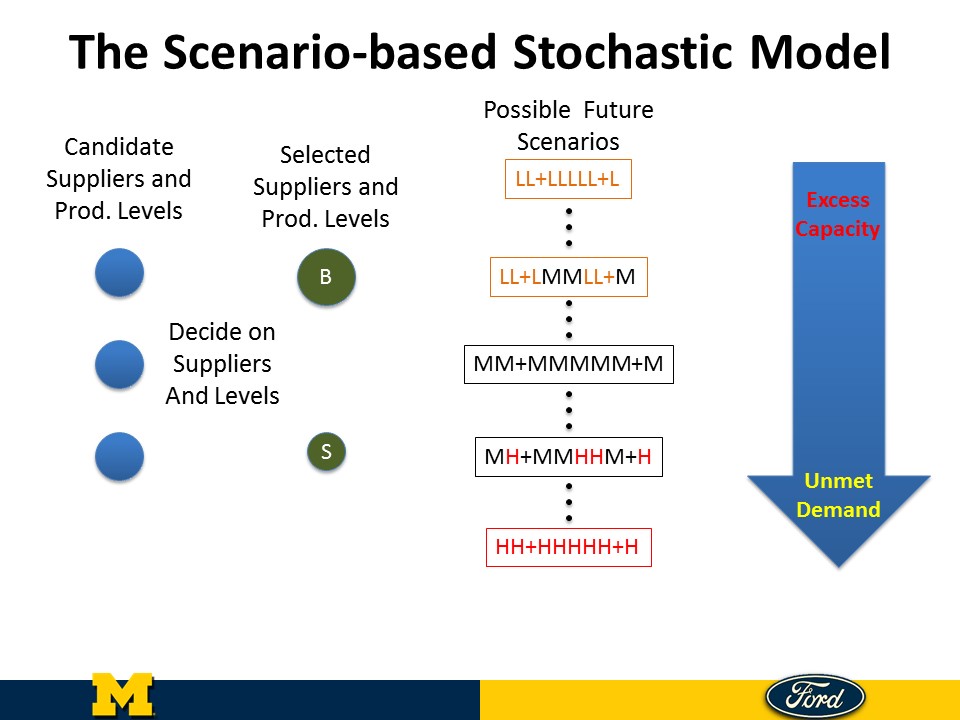 The Scenario-based Stochastic Model
Candidate
Suppliers and
Prod. Levels
Selected
Suppliers and
Prod. Levels
B
Decide on
Suppliers
And Levels
S
Possible Future
Scenarios
LL+LLLLL+L
LL+LMMLL+M
MM+MMMMM+M
MH+MMHHM+H
HH+HHHHH+H
Excess
Capacity
Unmet
Demand
M
Ford